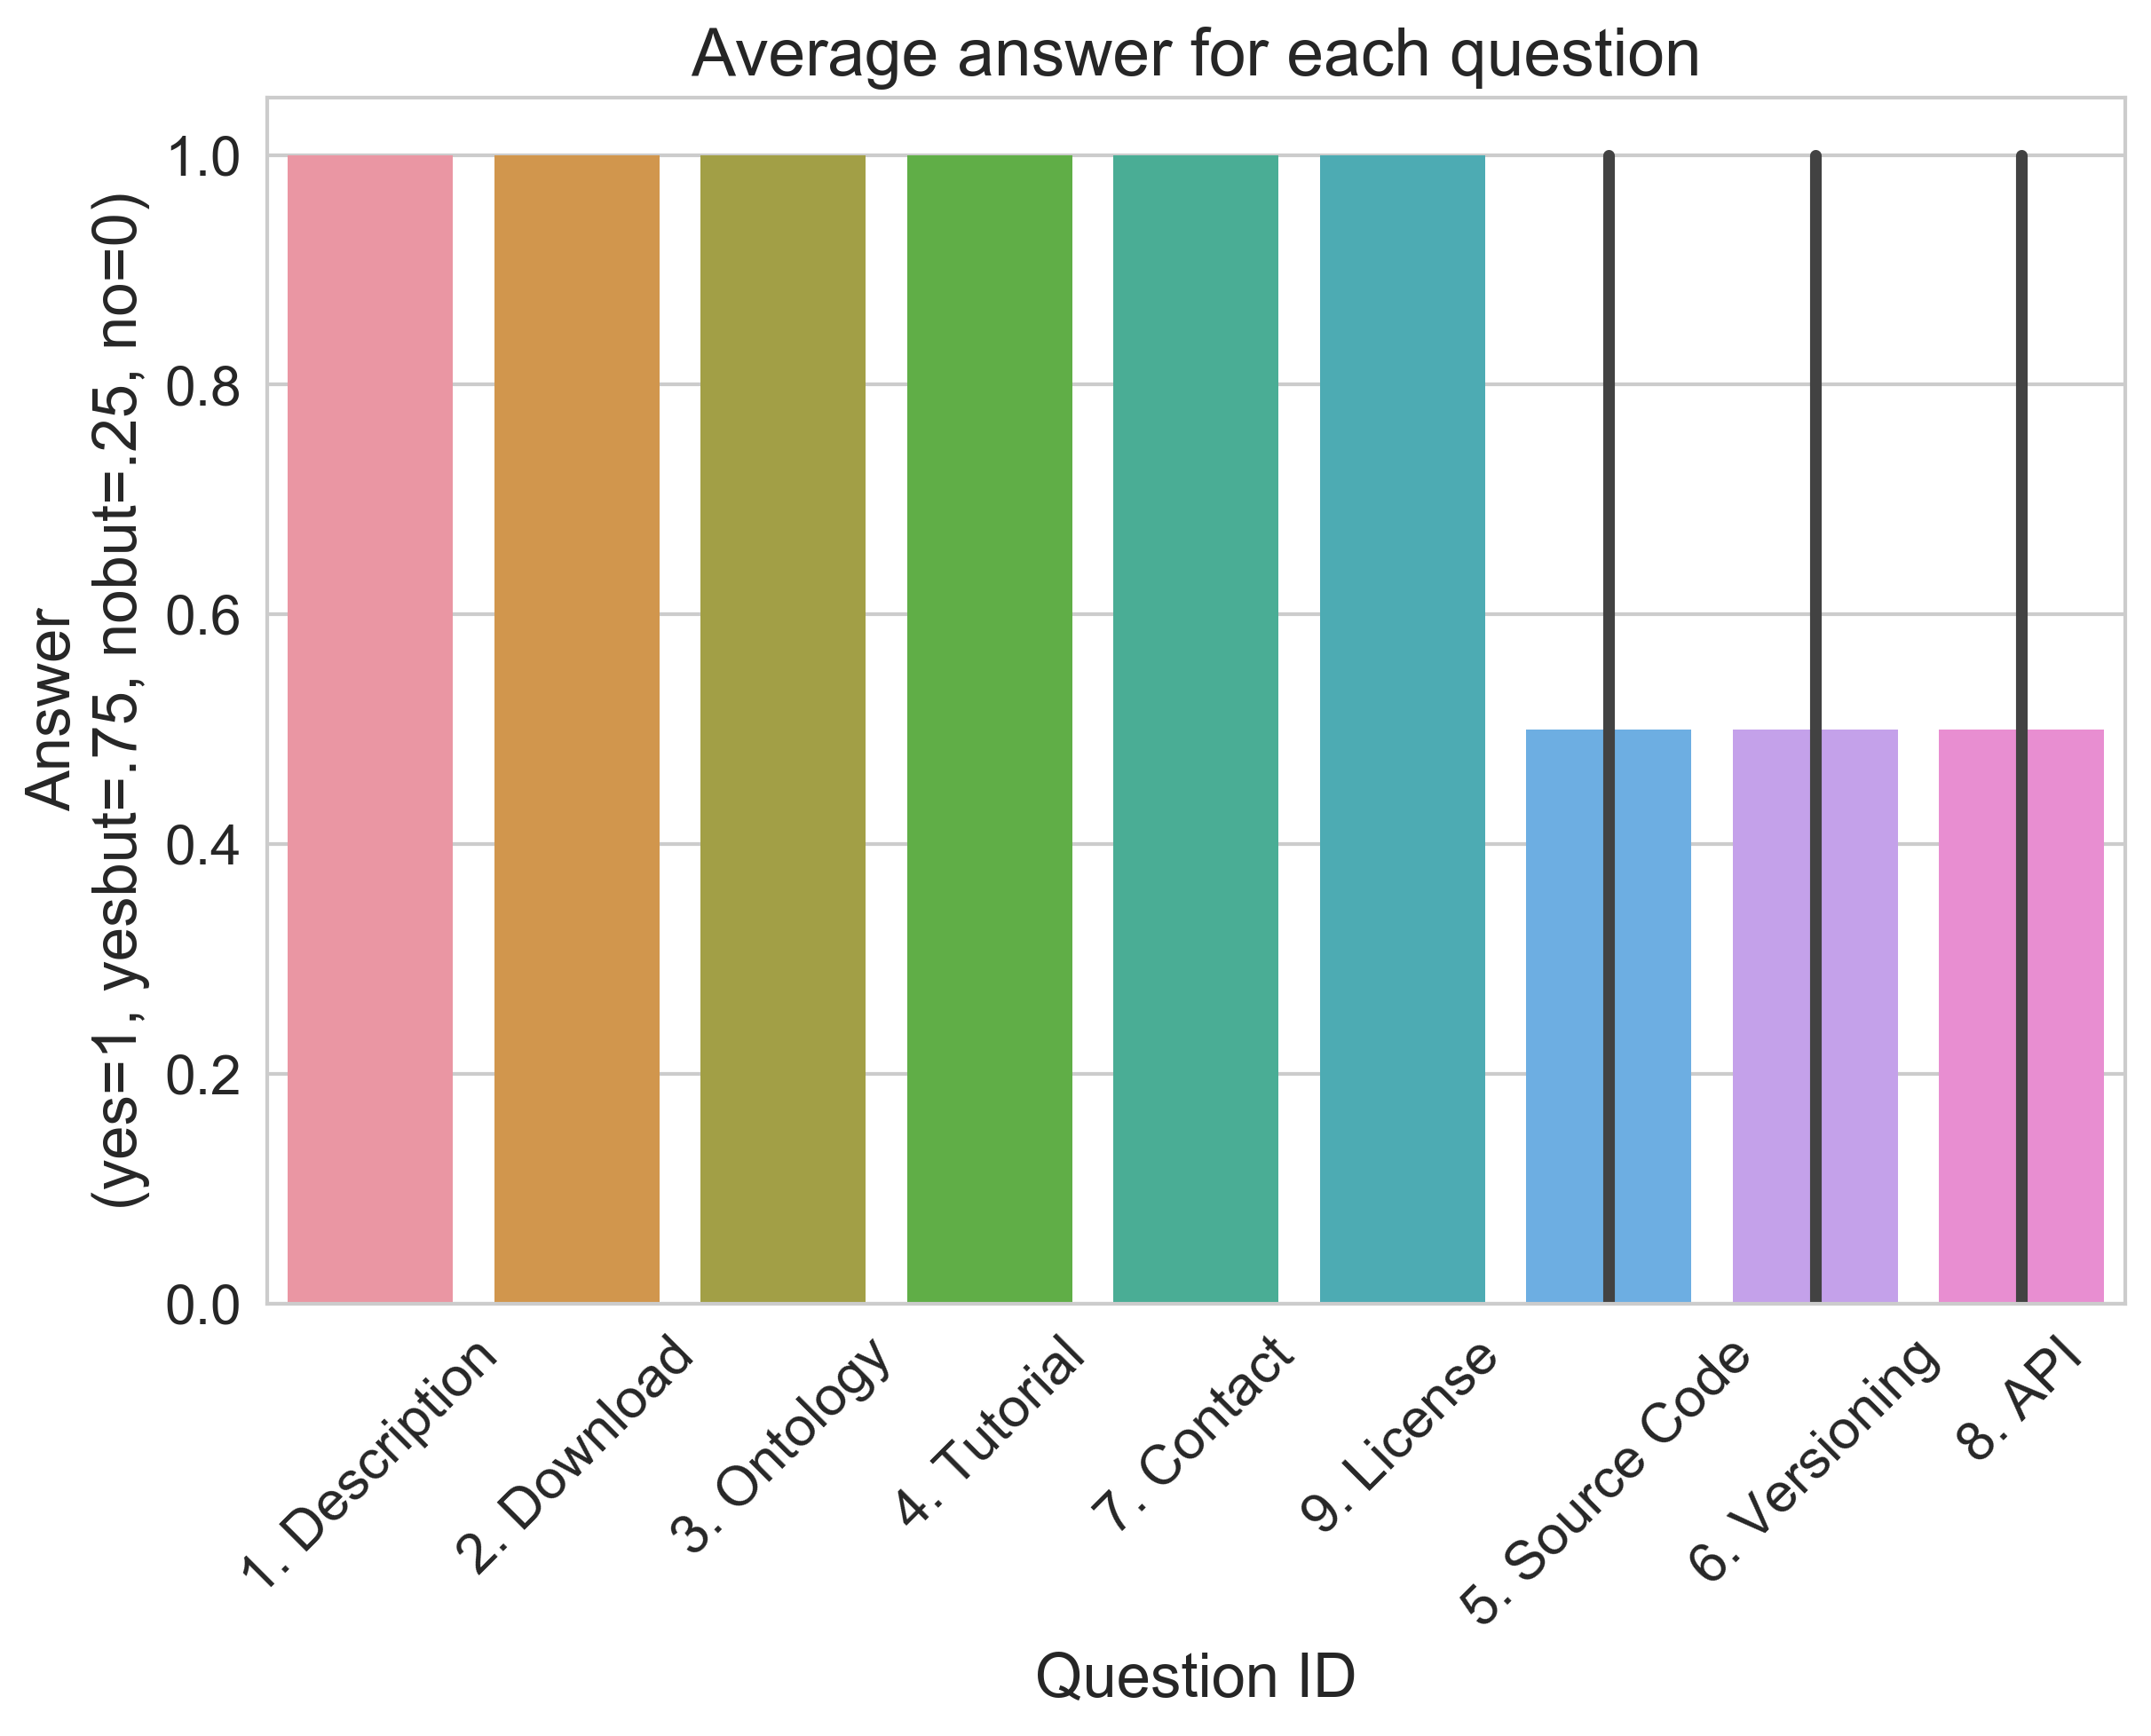 Average answer for each question
Answer
(yes=1, yesbut=.75, nobut=.25, no=0)
1.0
0.8
0.6
0.4
0.2
0.0
1. Description
2. Download
3. Ontology
4. Tutorial
7. Contact
9. License
5. Source Code
6. Versioning
8. API
Question ID